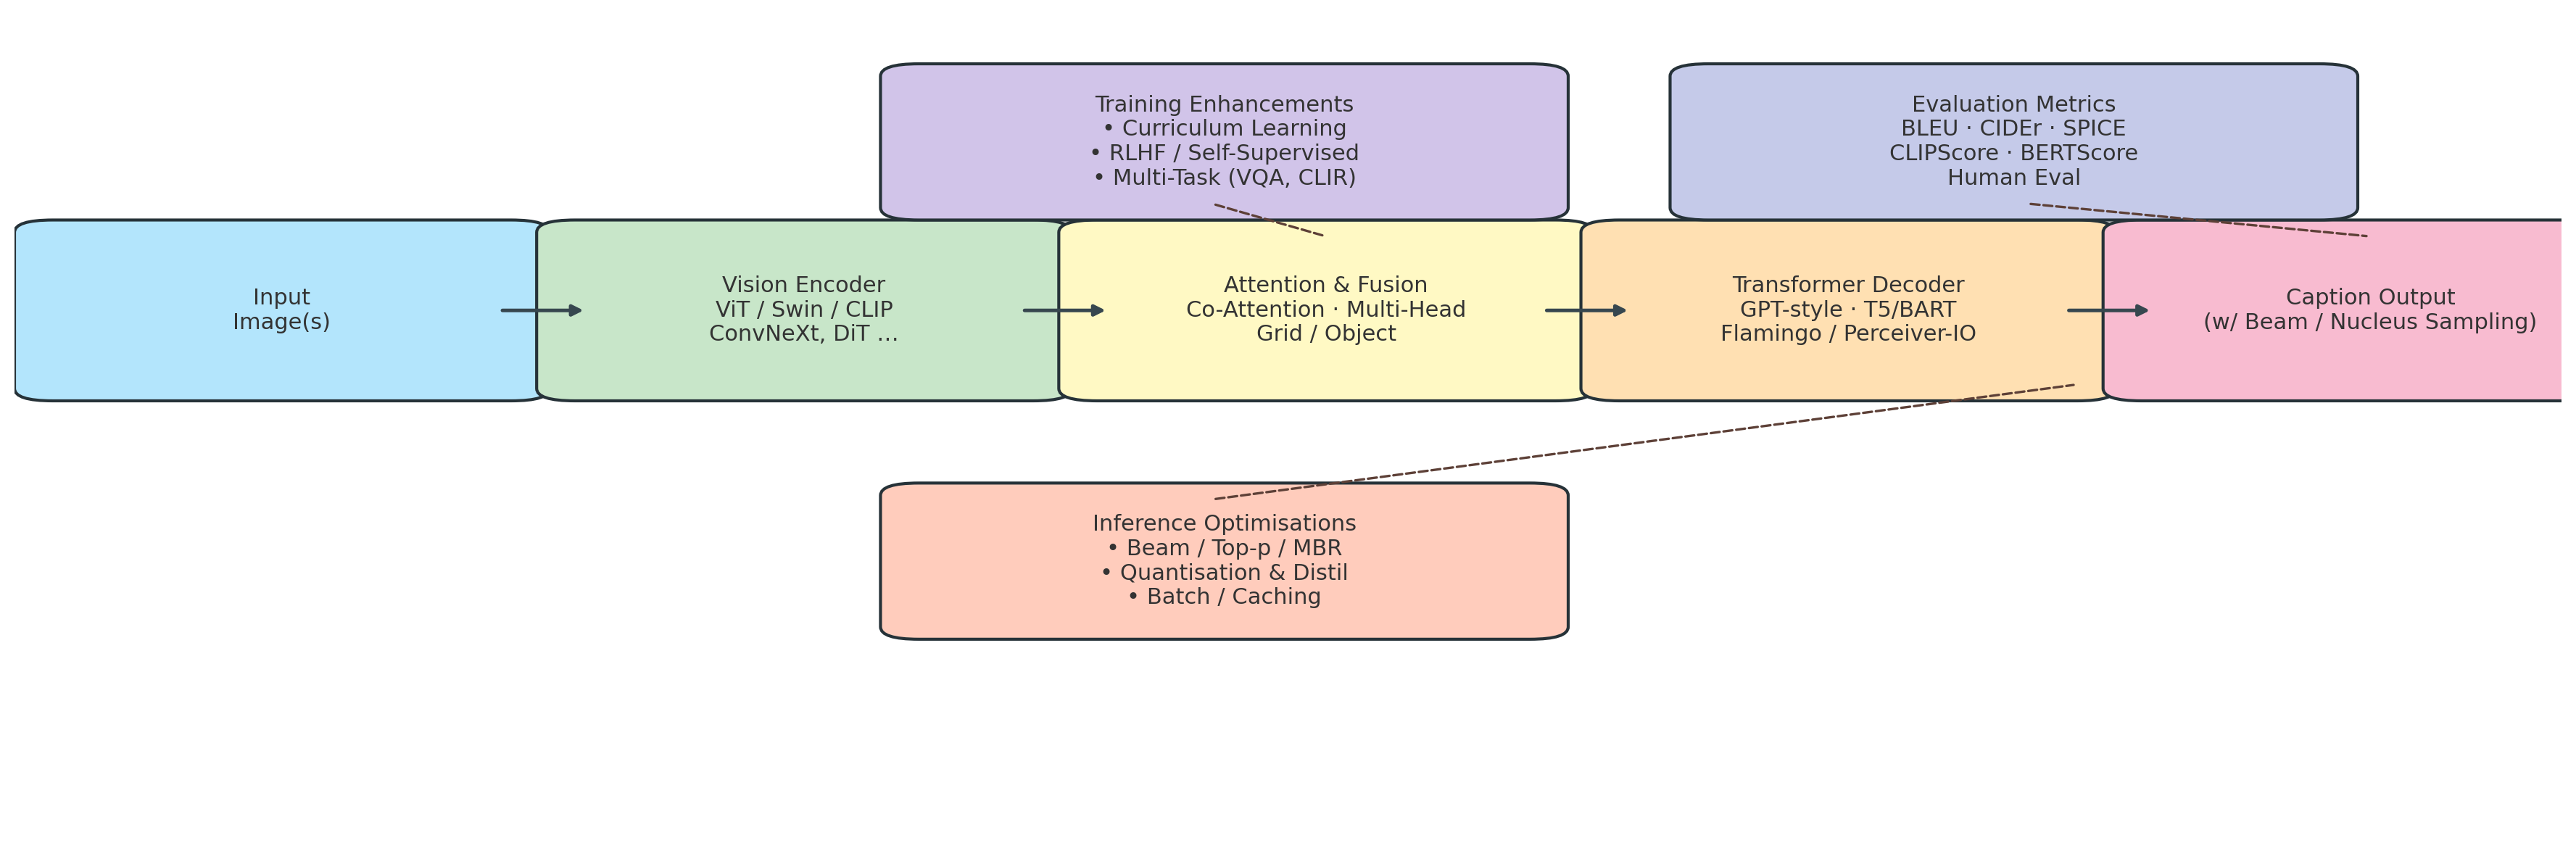 Training Enhancements
• Curriculum Learning
• RLHF / Self-Supervised
• Multi-Task (VQA, CLIR)
Evaluation Metrics
BLEU · CIDEr · SPICE
CLIPScore · BERTScore
Human Eval
Input
Image(s)
Vision Encoder
ViT / Swin / CLIP
ConvNeXt, DiT …
Attention & Fusion
Co-Attention · Multi-Head
Grid / Object
Transformer Decoder
GPT-style · T5/BART
Flamingo / Perceiver-IO
Caption Output
(w/ Beam / Nucleus Sampling)
Inference Optimisations
• Beam / Top-p / MBR
• Quantisation & Distil
• Batch / Caching